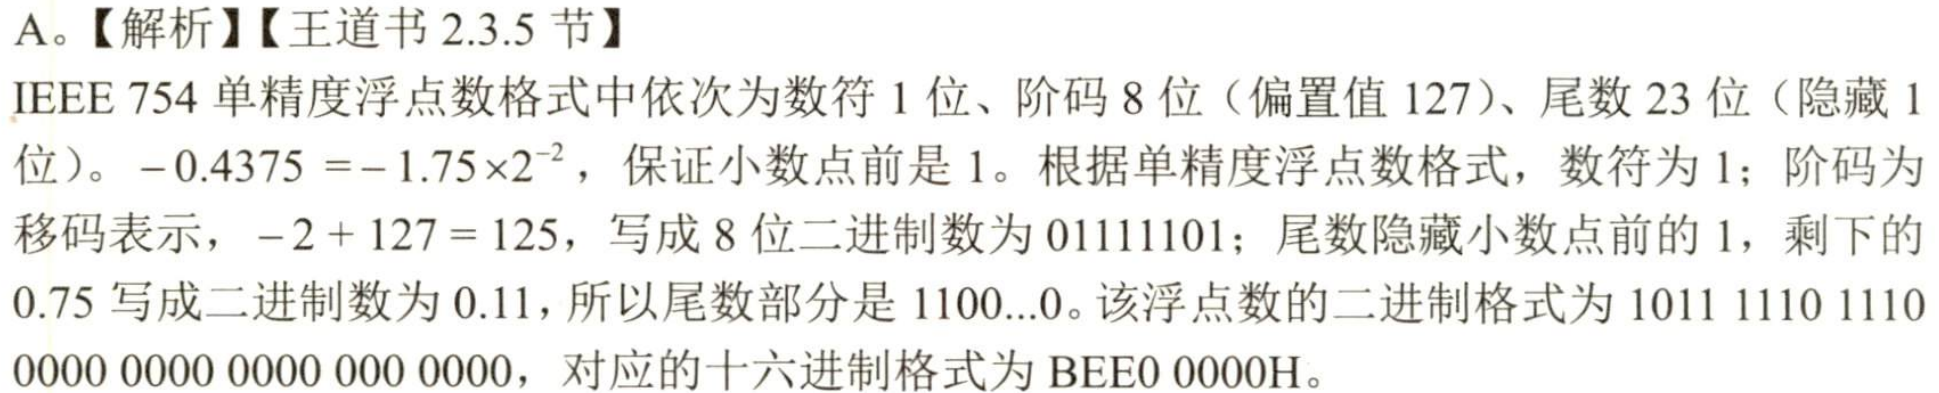 A。【解析】【王道书 2.3.5 节】
IEEE 754 单精度浮点数格式中依次为数符 1 位、阶码 8 位（偏置值 127）、尾数 23 位（隐藏 1
位）。－0.4375 =－1.75×2⁻²，保证小数点前是 1。根据单精度浮点数格式，数符为 1；阶码为
移码表示，－2 + 127 = 125，写成 8 位二进制数为 01111101；尾数隐藏小数点前的 1，剩下的
0.75 写成二进制数为 0.11，所以尾数部分是 1100...0。该浮点数的二进制格式为 1011 1110 1110
0000 0000 0000 000 0000，对应的十六进制格式为 BEE0 0000H。